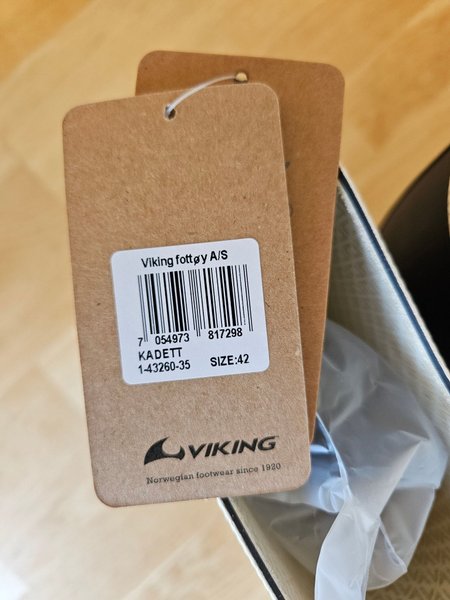 Viking fottøy A/S
7 054973 817298
KADETT
1-43260-35 SIZE:42
VIKING
Norwegian footwear since 1920